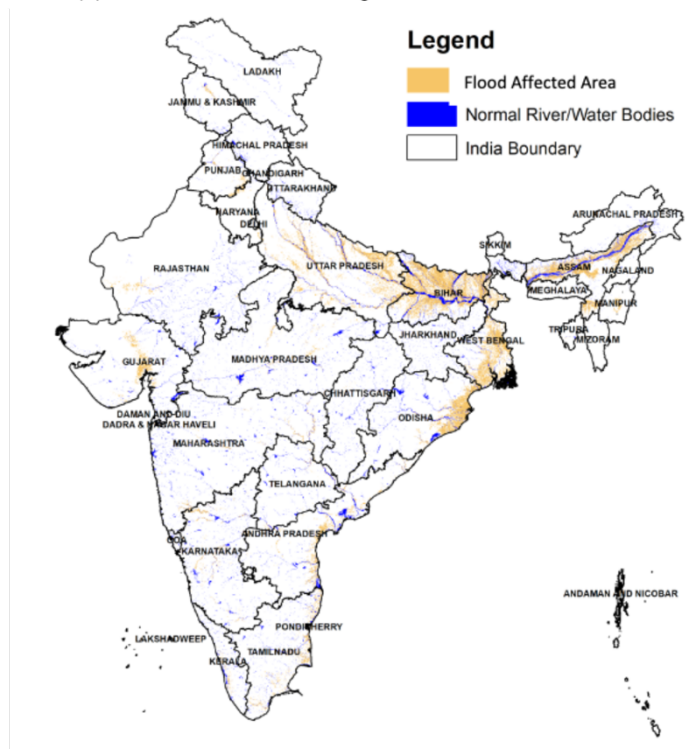 Legend
Flood Affected Area
Normal River/Water Bodies
India Boundary
LADAKH
JAMMU & KASHMIR
HIMACHAL PRADESH
PUNJAB
CHANDIGARH
UTTARAKHAND
HARYANA
DELHI
ARUNACHAL PRADESH
SIKKIM
RAJASTHAN
UTTAR PRADESH
ASSAM
NAGALAND
BIHAR
MEGHALAYA
MANIPUR
TRIPURA
MIZORAM
JHARKHAND
WEST BENGAL
GUJARAT
MADHYA PRADESH
CHHATTISGARH
DAMAN AND DIU
DADRA & NAGAR HAVELI
ODISHA
MAHARASHTRA
TELANGANA
GOA
ANDHRA PRADESH
KARNATAKA
ANDAMAN AND NICOBAR
PONDICHERRY
LAKSHADWEEP
TAMILNADU
KERALA